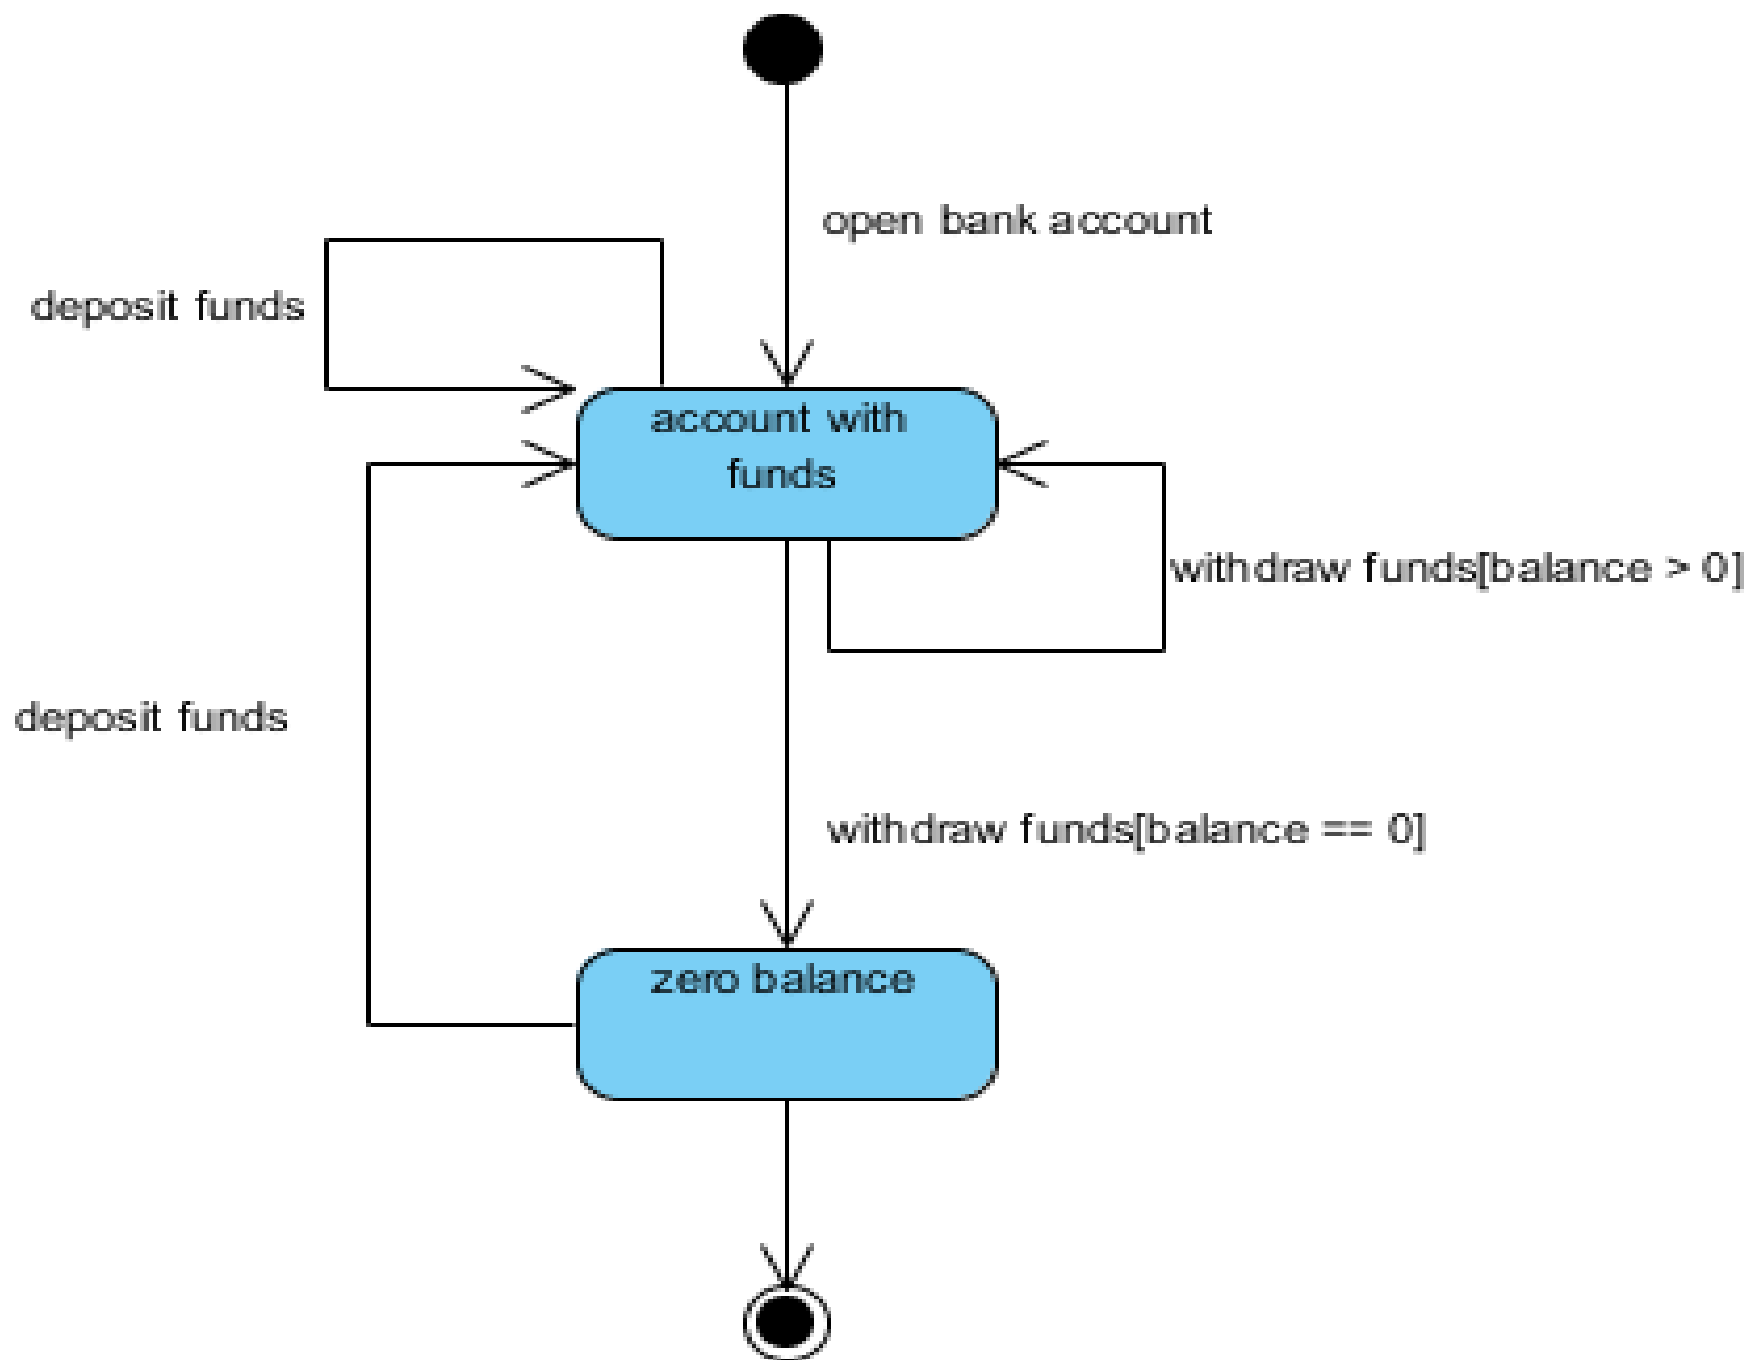 open bank account
deposit funds
account with
funds
withdraw funds[balance > 0]
deposit funds
withdraw funds[balance == 0]
zero balance